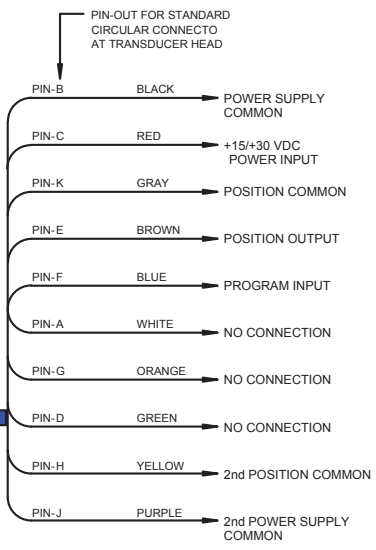 PIN-OUT FOR STANDARD
CIRCULAR CONNECTO
AT TRANSDUCER HEAD
PIN-B BLACK POWER SUPPLY
COMMON
PIN-C RED +15/+30 VDC
POWER INPUT
PIN-K GRAY POSITION COMMON
PIN-E BROWN POSITION OUTPUT
PIN-F BLUE PROGRAM INPUT
PIN-A WHITE NO CONNECTION
PIN-G ORANGE NO CONNECTION
PIN-D GREEN NO CONNECTION
PIN-H YELLOW 2nd POSITION COMMON
PIN-J PURPLE 2nd POWER SUPPLY
COMMON